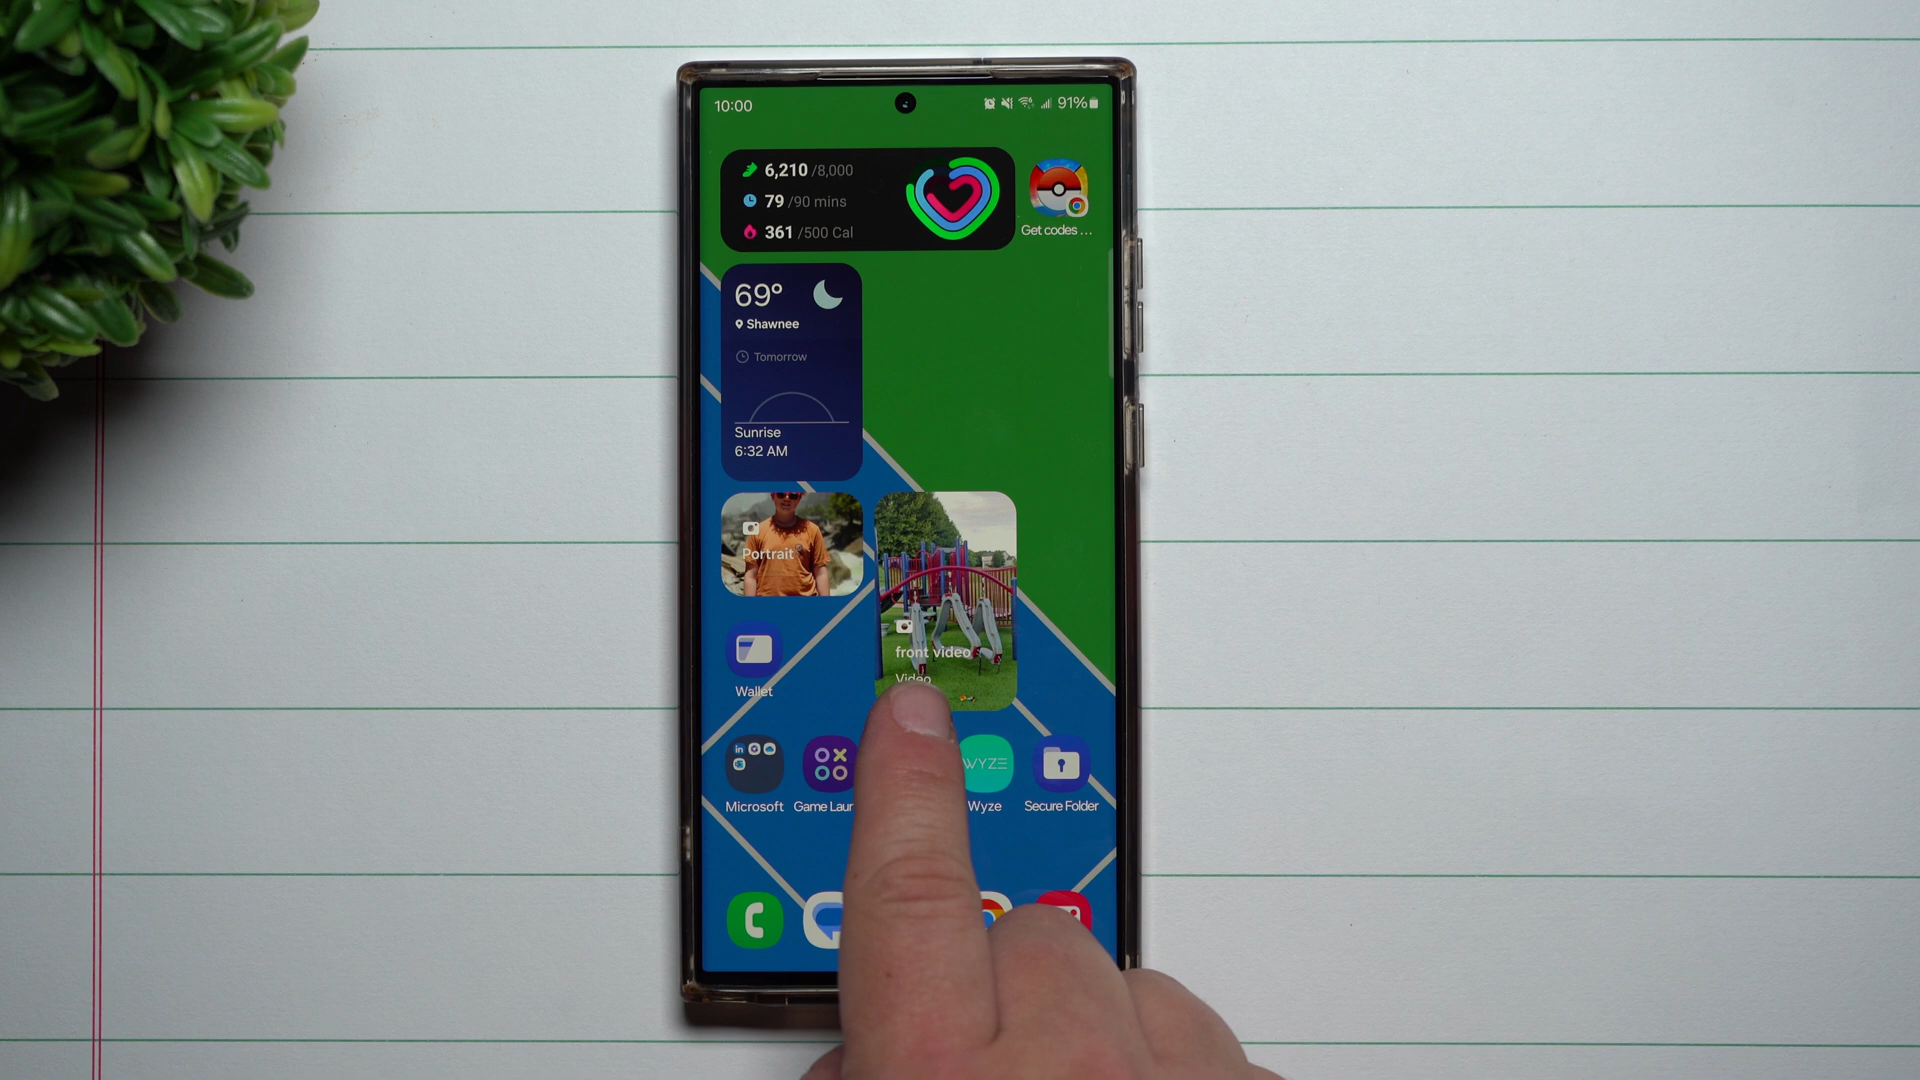 10:00
91%
6,210 /8,000
79 /90 mins
361 /500 Cal
Get codes ...
69°
Shawnee
Tomorrow
Sunrise
6:32 AM
Portrait
front video
Video
Wallet
in
WYZE
Microsoft
Game Laun
Wyze
Secure Folder